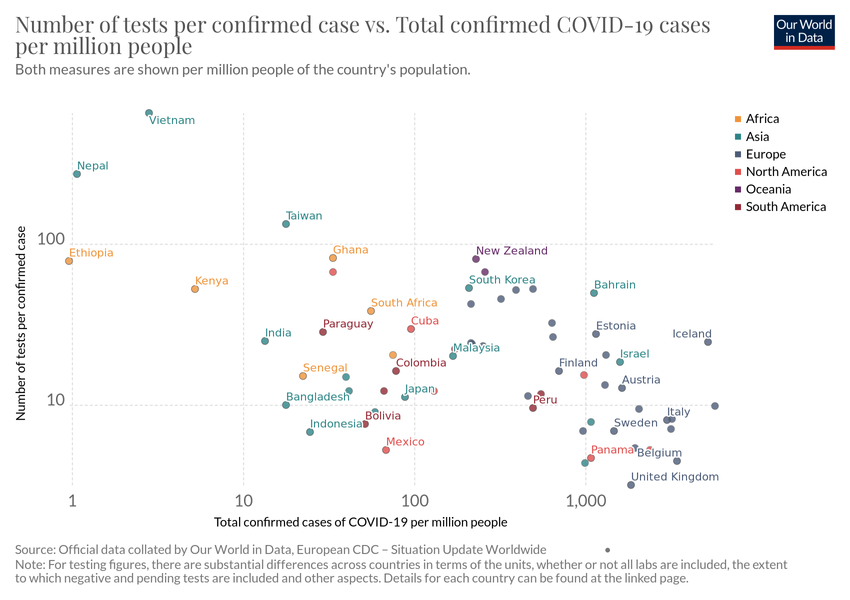 Number of tests per confirmed case vs. Total confirmed COVID-19 cases
per million people
Our World
in Data
Both measures are shown per million people of the country's population.
Vietnam
Africa
Asia
Europe
North America
Oceania
South America
Nepal
Taiwan
100
Ethiopia
Ghana
New Zealand
Kenya
South Korea
Bahrain
South Africa
Paraguay
Cuba
India
Estonia
Iceland
Malaysia
Israel
Senegal
Colombia
Finland
Austria
Bangladesh
Japan
Peru
10
Indonesia
Bolivia
Sweden
Italy
Mexico
Panama
Belgium
United Kingdom
Number of tests per confirmed case
1
10
100
1,000
Total confirmed cases of COVID-19 per million people
Source: Official data collated by Our World in Data, European CDC – Situation Update Worldwide
Note: For testing figures, there are substantial differences across countries in terms of the units, whether or not all labs are included, the extent
to which negative and pending tests are included and other aspects. Details for each country can be found at the linked page.